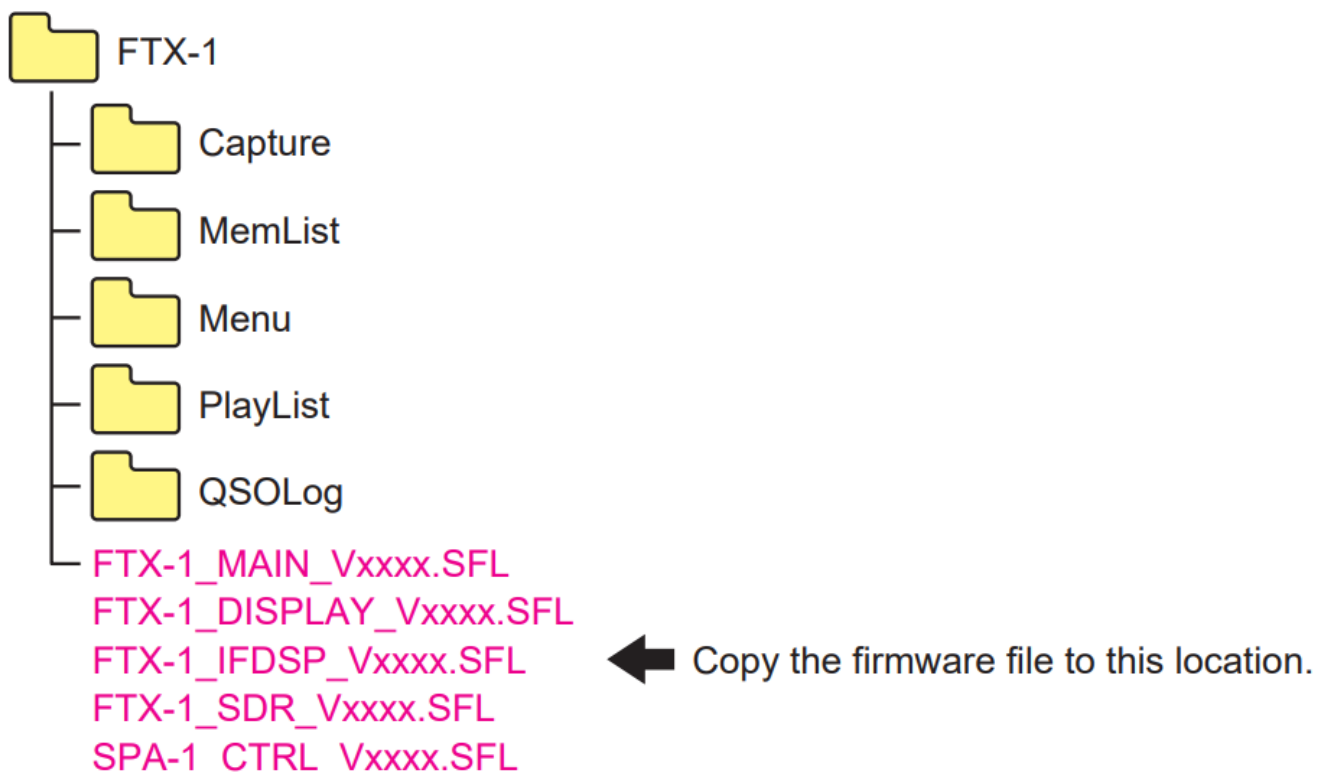 FTX-1
Capture
MemList
Menu
PlayList
QSOLog
FTX-1_MAIN_Vxxxx.SFL
FTX-1_DISPLAY_Vxxxx.SFL
FTX-1_IFDSP_Vxxxx.SFL Copy the firmware file to this location.
FTX-1_SDR_Vxxxx.SFL
SPA-1_CTRL_Vxxxx.SFL